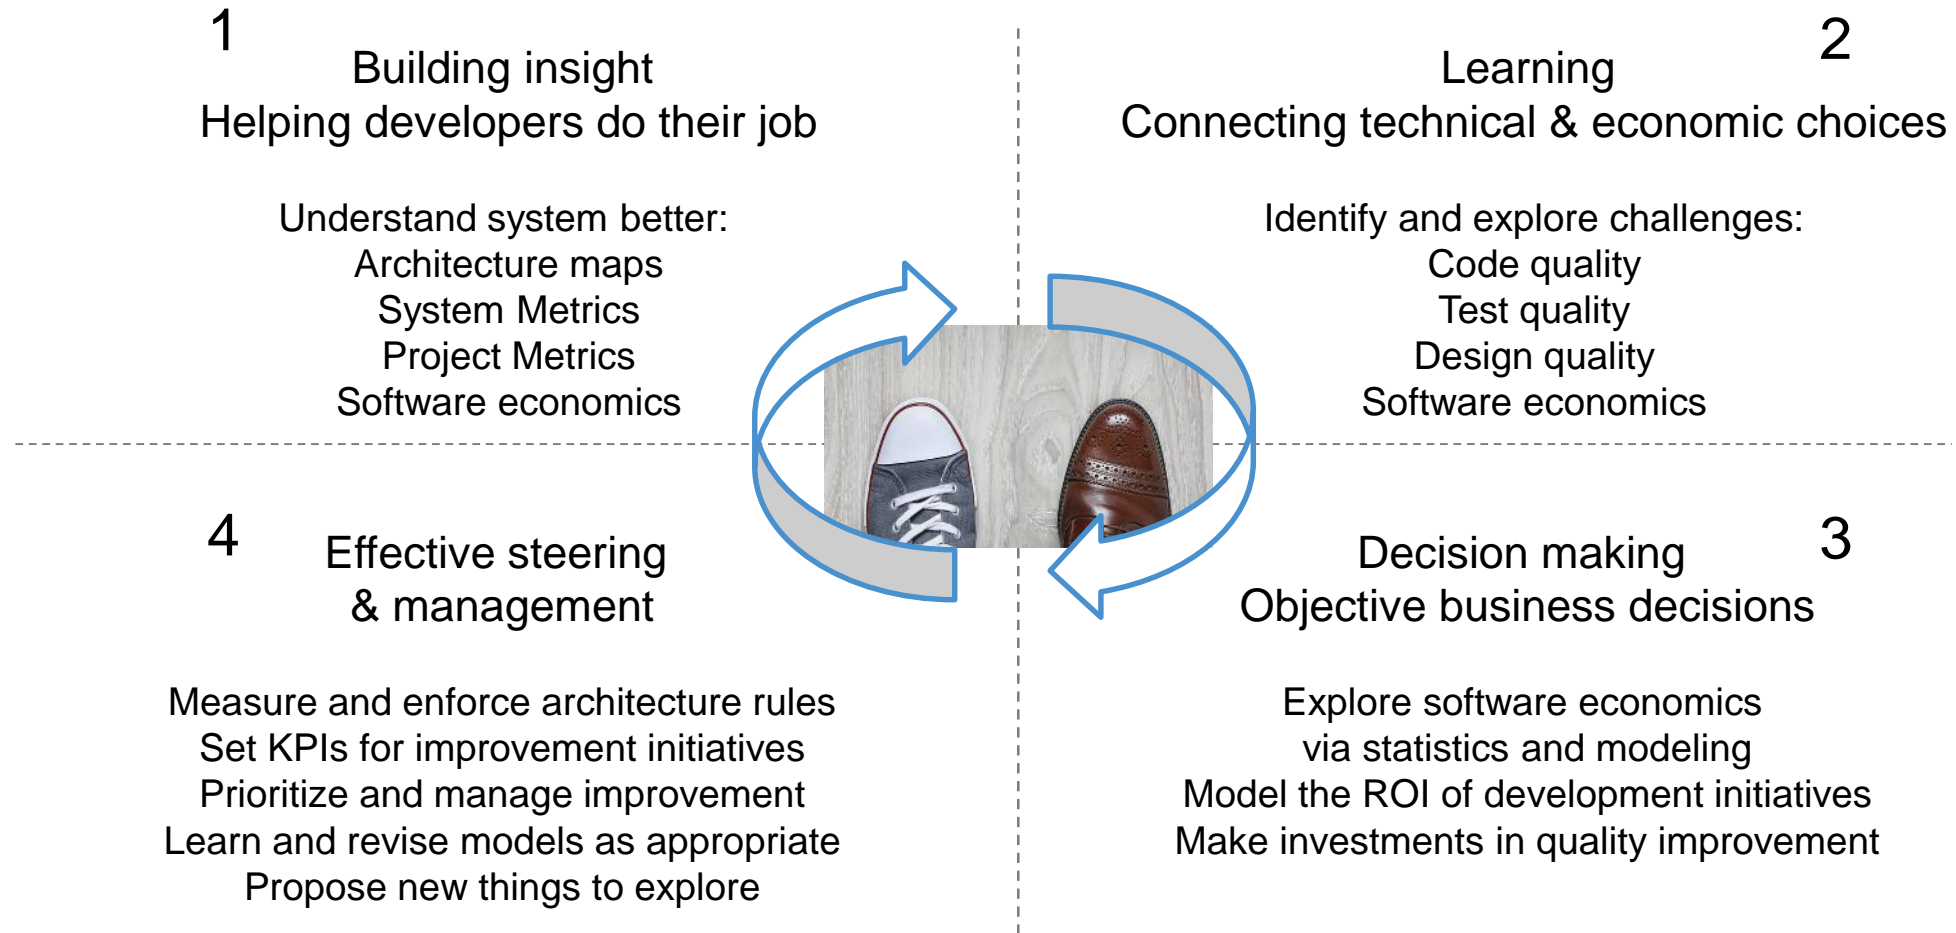 1
Building insight
Helping developers do their job
Understand system better:
Architecture maps
System Metrics
Project Metrics
Software economics
2
Learning
Connecting technical & economic choices
Identify and explore challenges:
Code quality
Test quality
Design quality
Software economics
3
Decision making
Objective business decisions
Explore software economics
via statistics and modeling
Model the ROI of development initiatives
Make investments in quality improvement
4
Effective steering
& management
Measure and enforce architecture rules
Set KPIs for improvement initiatives
Prioritize and manage improvement
Learn and revise models as appropriate
Propose new things to explore